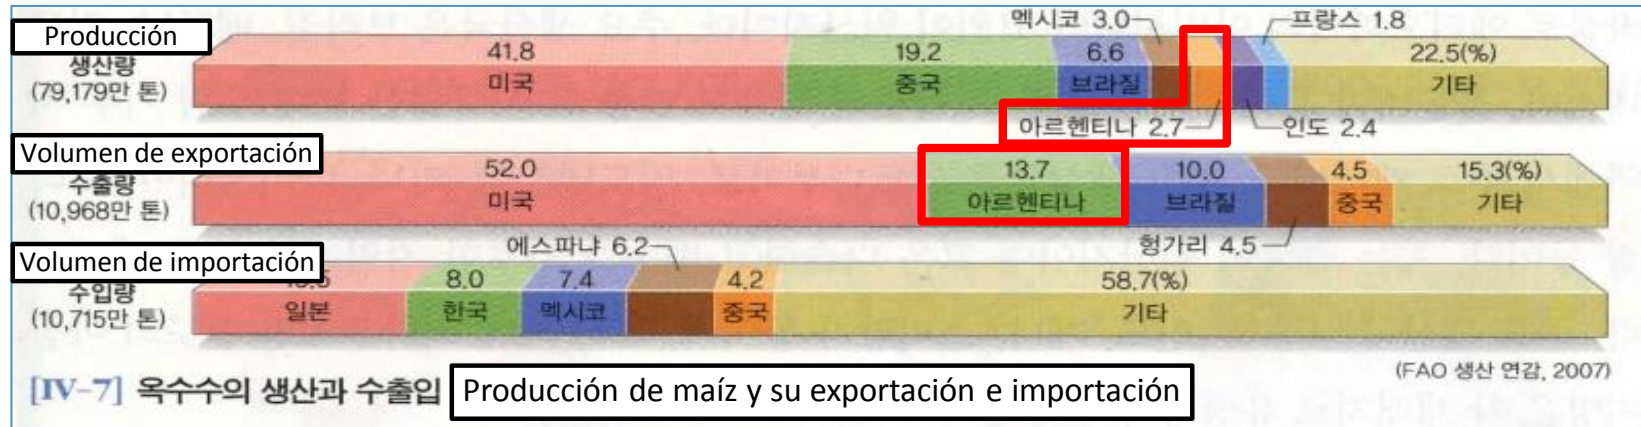 멕시코 3.0 프랑스 1.8
Producción
생산량
(79,179만 톤)
41.8 19.2 6.6 22.5(%)
미국 중국 브라질 기타
아르헨티나 2.7 인도 2.4
Volumen de exportación
수출량
(10,968만 톤)
52.0 13.7 10.0 4.5 15.3(%)
미국 아르헨티나 브라질 중국 기타
에스파냐 6.2 헝가리 4.5
Volumen de importación
수입량
(10,715만 톤)
8.0 7.4 4.2 58.7(%)
일본 한국 멕시코 중국 기타
(FAO 생산 연감, 2007)
[IV-7] 옥수수의 생산과 수출입 Producción de maíz y su exportación e importación